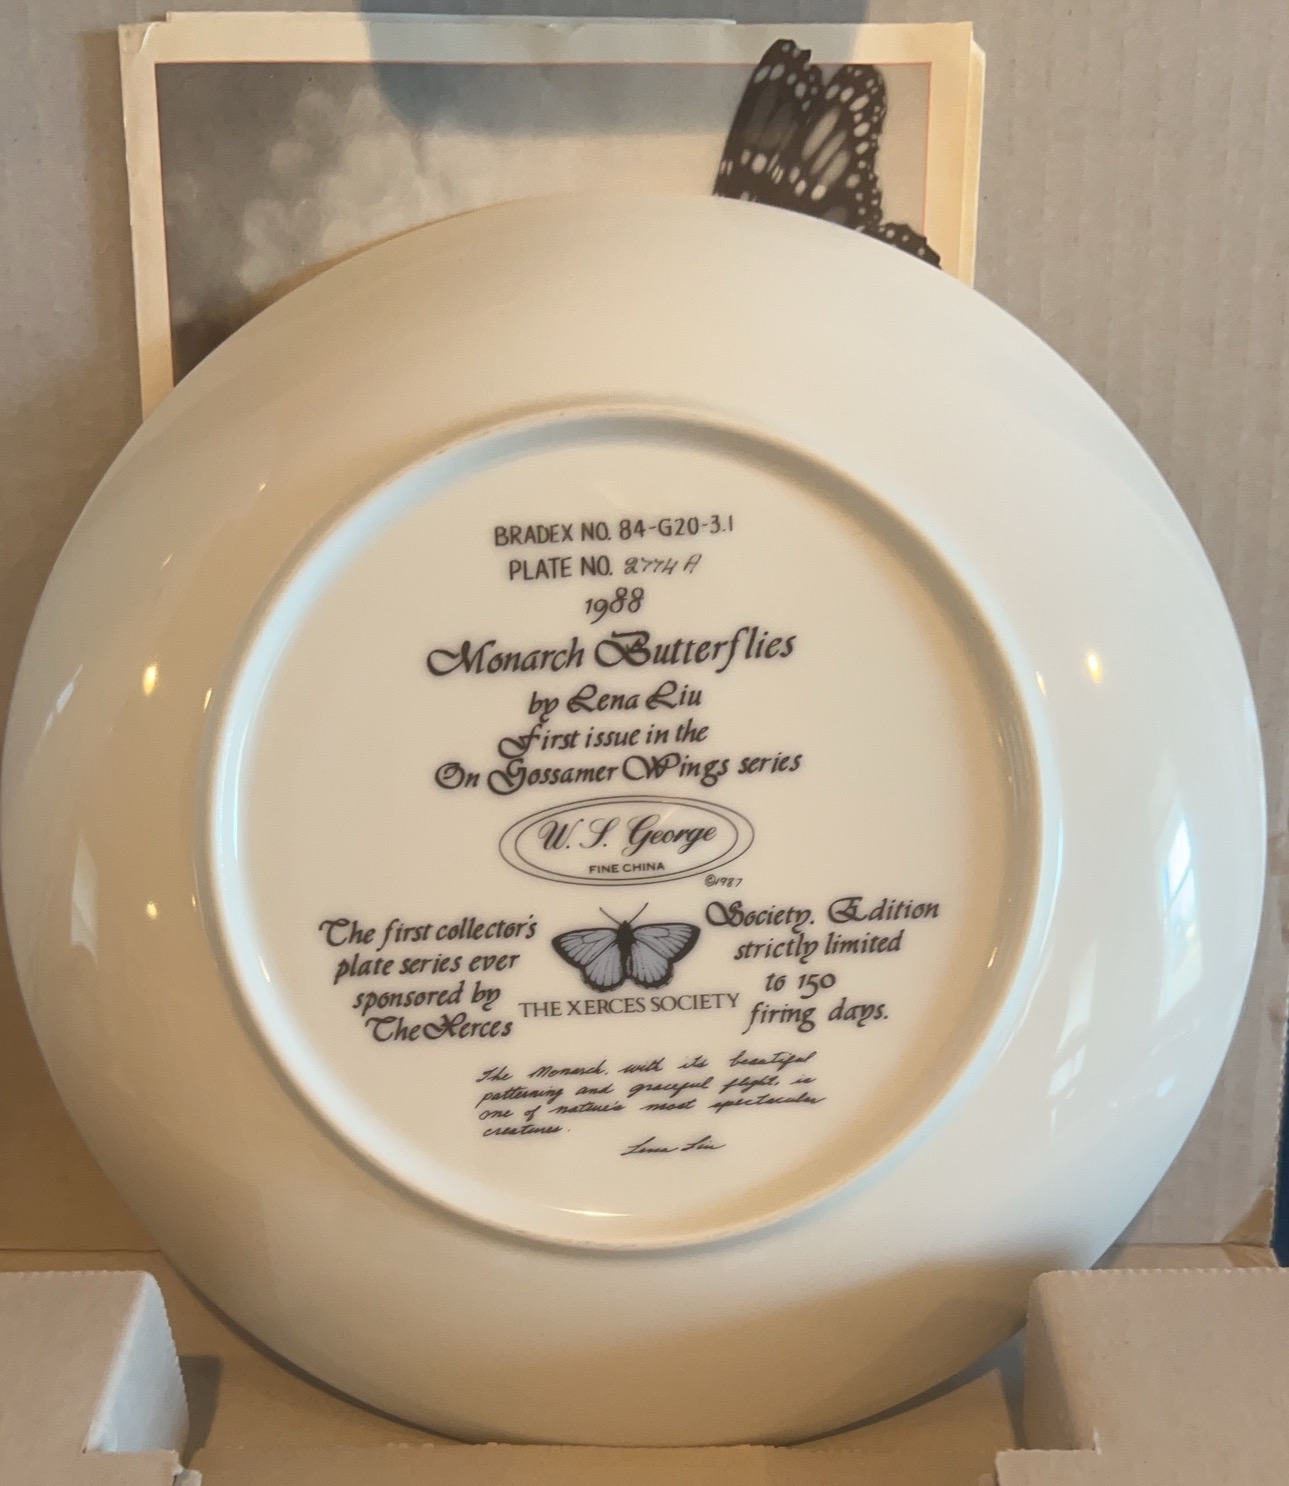 BRADEX NO. 84-G20-3.1
PLATE NO. 2774 A
1988
Monarch Butterflies
by Lena Liu
First issue in the
On Gossamer Wings series
W. S. George
FINE CHINA
©1987
The first collector's
plate series ever
sponsored by
The Xerces
THE XERCES SOCIETY
Society. Edition
strictly limited
to 150
firing days.
The Monarch, with its beautiful
patterning and graceful flight, is
one of nature's most spectacular
creatures.
Lena Liu